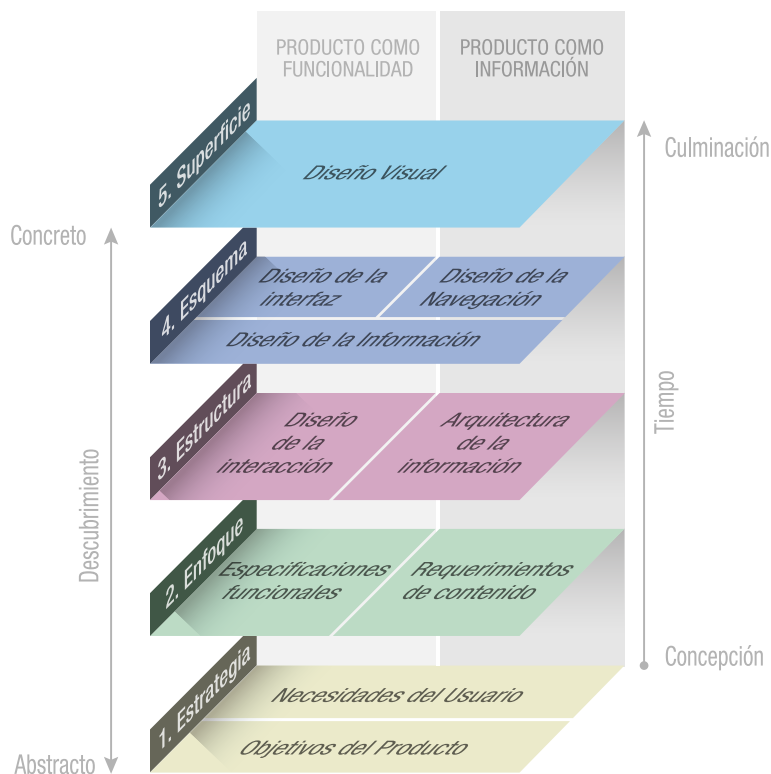 PRODUCTO COMO
FUNCIONALIDAD
PRODUCTO COMO
INFORMACIÓN
5. Superficie
Diseño Visual
Culminación
Concreto
4. Esquema
Diseño de la
interfaz
Diseño de la
Navegación
Diseño de la Información
3. Estructura
Diseño
de la
interacción
Arquitectura
de la
información
Tiempo
Descubrimiento
2. Enfoque
Especificaciones
funcionales
Requerimientos
de contenido
Concepción
1. Estrategia
Necesidades del Usuario
Objetivos del Producto
Abstracto